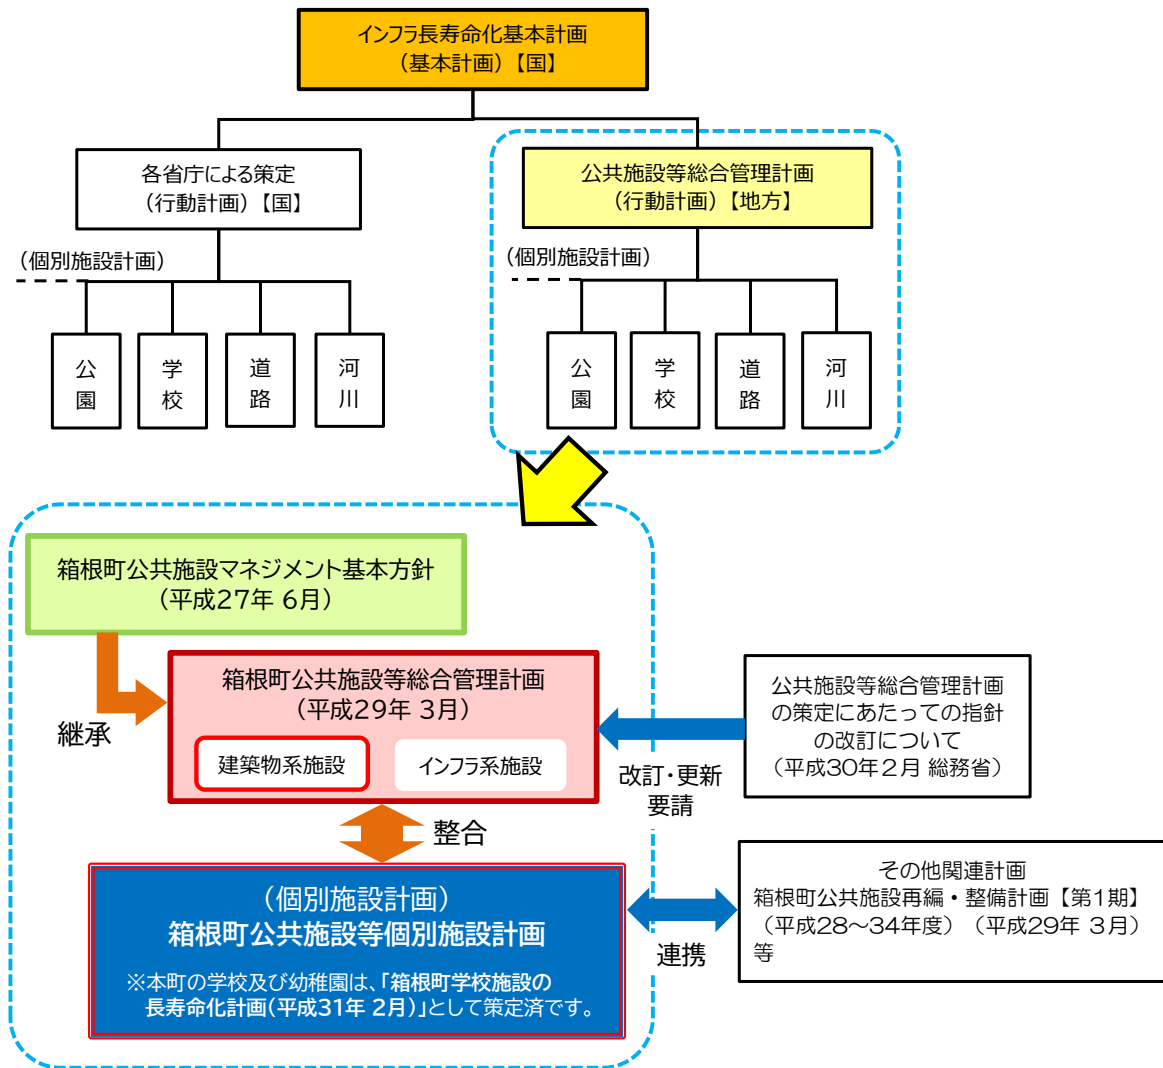 インフラ長寿命化基本計画
（基本計画）【国】
各省庁による策定
（行動計画）【国】
公共施設等総合管理計画
（行動計画）【地方】
（個別施設計画）
（個別施設計画）
公園
学校
道路
河川
公園
学校
道路
河川
箱根町公共施設マネジメント基本方針
（平成27年 6月）
継承
箱根町公共施設等総合管理計画
（平成29年 3月）
建築物系施設
インフラ系施設
公共施設等総合管理計画
の策定にあたっての指針
の改訂について
（平成30年2月 総務省）
改訂・更新
要請
整合
（個別施設計画）
箱根町公共施設等個別施設計画
※本町の学校及び幼稚園は、「箱根町学校施設の
長寿命化計画（平成31年 2月）」として策定済です。
連携
その他関連計画
箱根町公共施設再編・整備計画【第1期】
（平成28～34年度）（平成29年 3月）
等